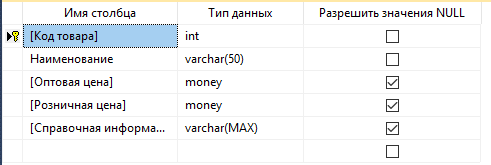 Имя столбца Тип данных Разрешить значения NULL
[Код товара] int
Наименование varchar(50)
[Оптовая цена] money
[Розничная цена] money
[Справочная информа... varchar(MAX)